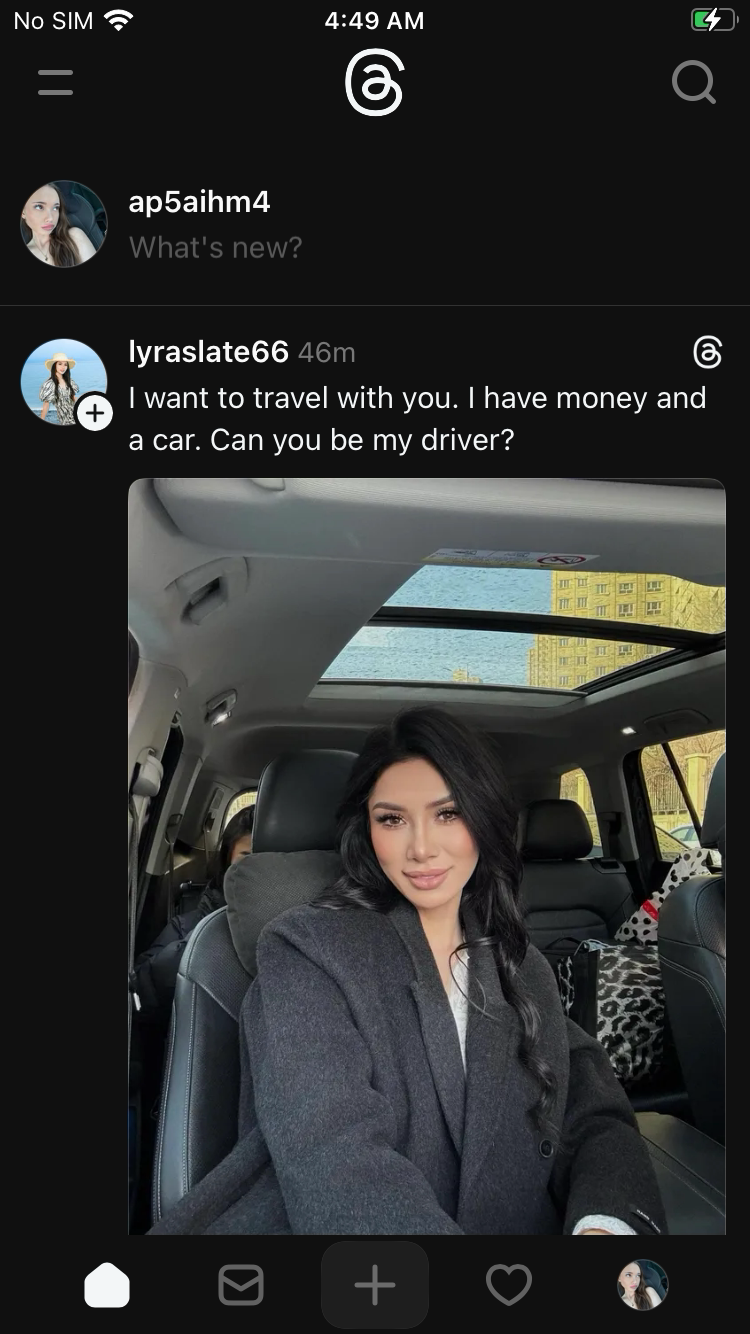 No SIM 4:49 AM
ap5aihm4
What's new?
lyraslate66 46m
I want to travel with you. I have money and
a car. Can you be my driver?